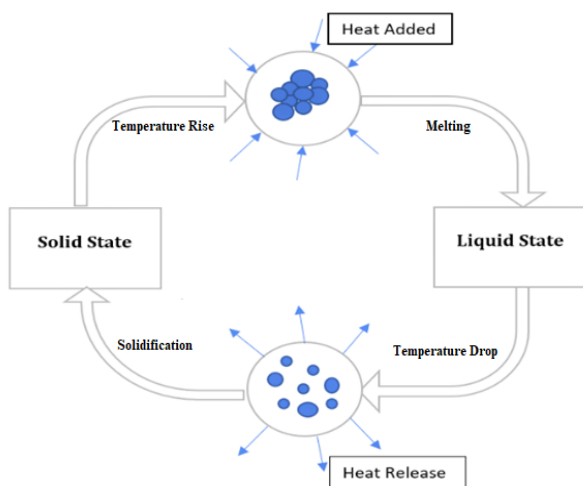 Heat Added
Temperature Rise
Melting
Solid State
Liquid State
Solidification
Temperature Drop
Heat Release